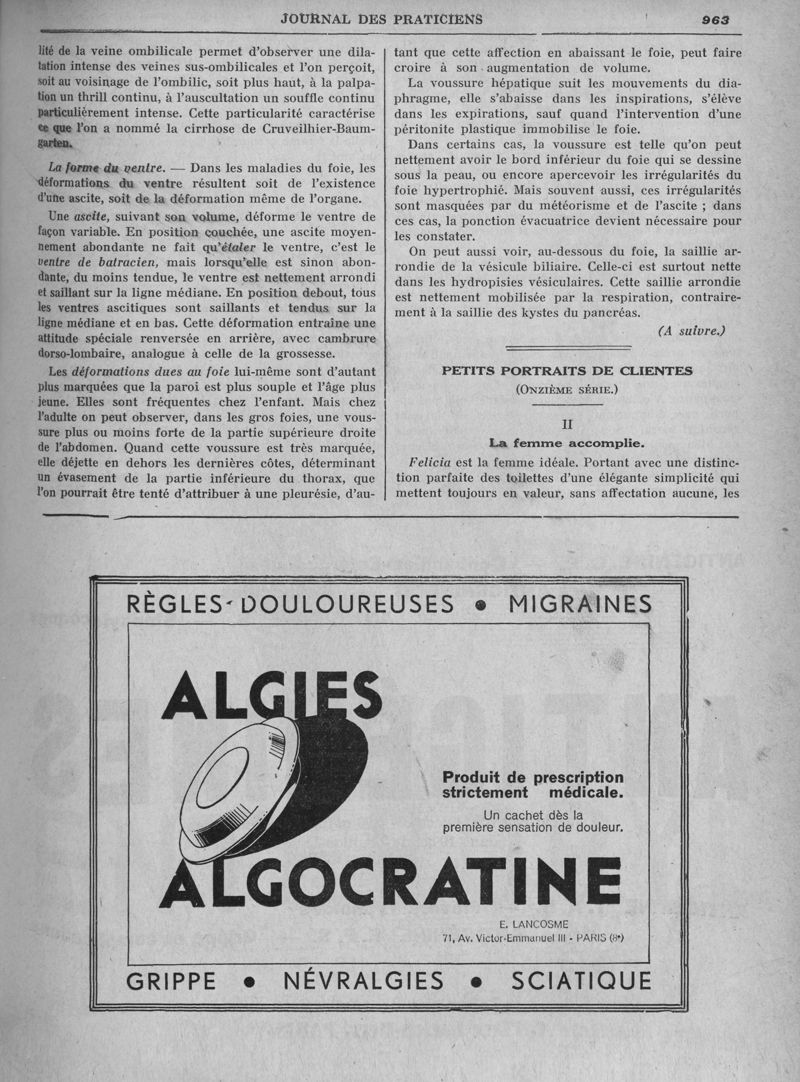 JOURNAL DES PRATICIENS
963
lité de la veine ombilicale permet d'observer une dila-
tation intense des veines sus-ombilicales et l'on perçoit,
soit au voisinage de l'ombilic, soit plus haut, à la palpa-
tion un thrill continu, à l'auscultation un souffle continu
particulièrement intense. Cette particularité caractérise
ce que l'on a nommé la cirrhose de Cruveilhier-Baum-
garten.
La forme du ventre. — Dans les maladies du foie, les
déformations du ventre résultent soit de l'existence
d'une ascite, soit de la déformation même de l'organe.
Une ascite, suivant son volume, déforme le ventre de
façon variable. En position couchée, une ascite moyen-
nement abondante ne fait qu'étaler le ventre, c'est le
ventre de batracien, mais lorsqu'elle est sinon abon-
dante, du moins tendue, le ventre est nettement arrondi
et saillant sur la ligne médiane. En position debout, tous
les ventres ascitiques sont saillants et tendus sur la
ligne médiane et en bas. Cette déformation entraîne une
attitude spéciale renversée en arrière, avec cambrure
dorso-lombaire, analogue à celle de la grossesse.
Les déformations dues au foie lui-même sont d'autant
plus marquées que la paroi est plus souple et l'âge plus
jeune. Elles sont fréquentes chez l'enfant. Mais chez
l'adulte on peut observer, dans les gros foies, une vous-
sure plus ou moins forte de la partie supérieure droite
de l'abdomen. Quand cette voussure est très marquée,
elle déjette en dehors les dernières côtes, déterminant
un évasement de la partie inférieure du thorax, que
l'on pourrait être tenté d'attribuer à une pleurésie, d'au-
tant que cette affection en abaissant le foie, peut faire
croire à son augmentation de volume.
La voussure hépatique suit les mouvements du dia-
phragme, elle s'abaisse dans les inspirations, s'élève
dans les expirations, sauf quand l'intervention d'une
péritonite plastique immobilise le foie.
Dans certains cas, la voussure est telle qu'on peut
nettement avoir le bord inférieur du foie qui se dessine
sous la peau, ou encore apercevoir les irrégularités du
foie hypertrophié. Mais souvent aussi, ces irrégularités
sont masquées par du météorisme et de l'ascite ; dans
ces cas, la ponction évacuatrice devient nécessaire pour
les constater.
On peut aussi voir, au-dessous du foie, la saillie ar-
rondie de la vésicule biliaire. Celle-ci est surtout nette
dans les hydropisies vésiculaires. Cette saillie arrondie
est nettement mobilisée par la respiration, contraire-
ment à la saillie des kystes du pancréas.
(A suivre.)
PETITS PORTRAITS DE CLIENTES
(ONZIÈME SÉRIE.)
II
La femme accomplie.
Felicia est la femme idéale. Portant avec une distinc-
tion parfaite des toilettes d'une élégante simplicité qui
mettent toujours en valeur, sans affectation aucune, les
RÈGLES DOULOUREUSES • MIGRAINES
ALGIES
Produit de prescription
strictement médicale.
Un cachet dès la
première sensation de douleur.
ALGOCRATINE
E. LANCOSME
71, Av. Victor-Emmanuel III - PARIS (8e)
GRIPPE • NÉVRALGIES • SCIATIQUE